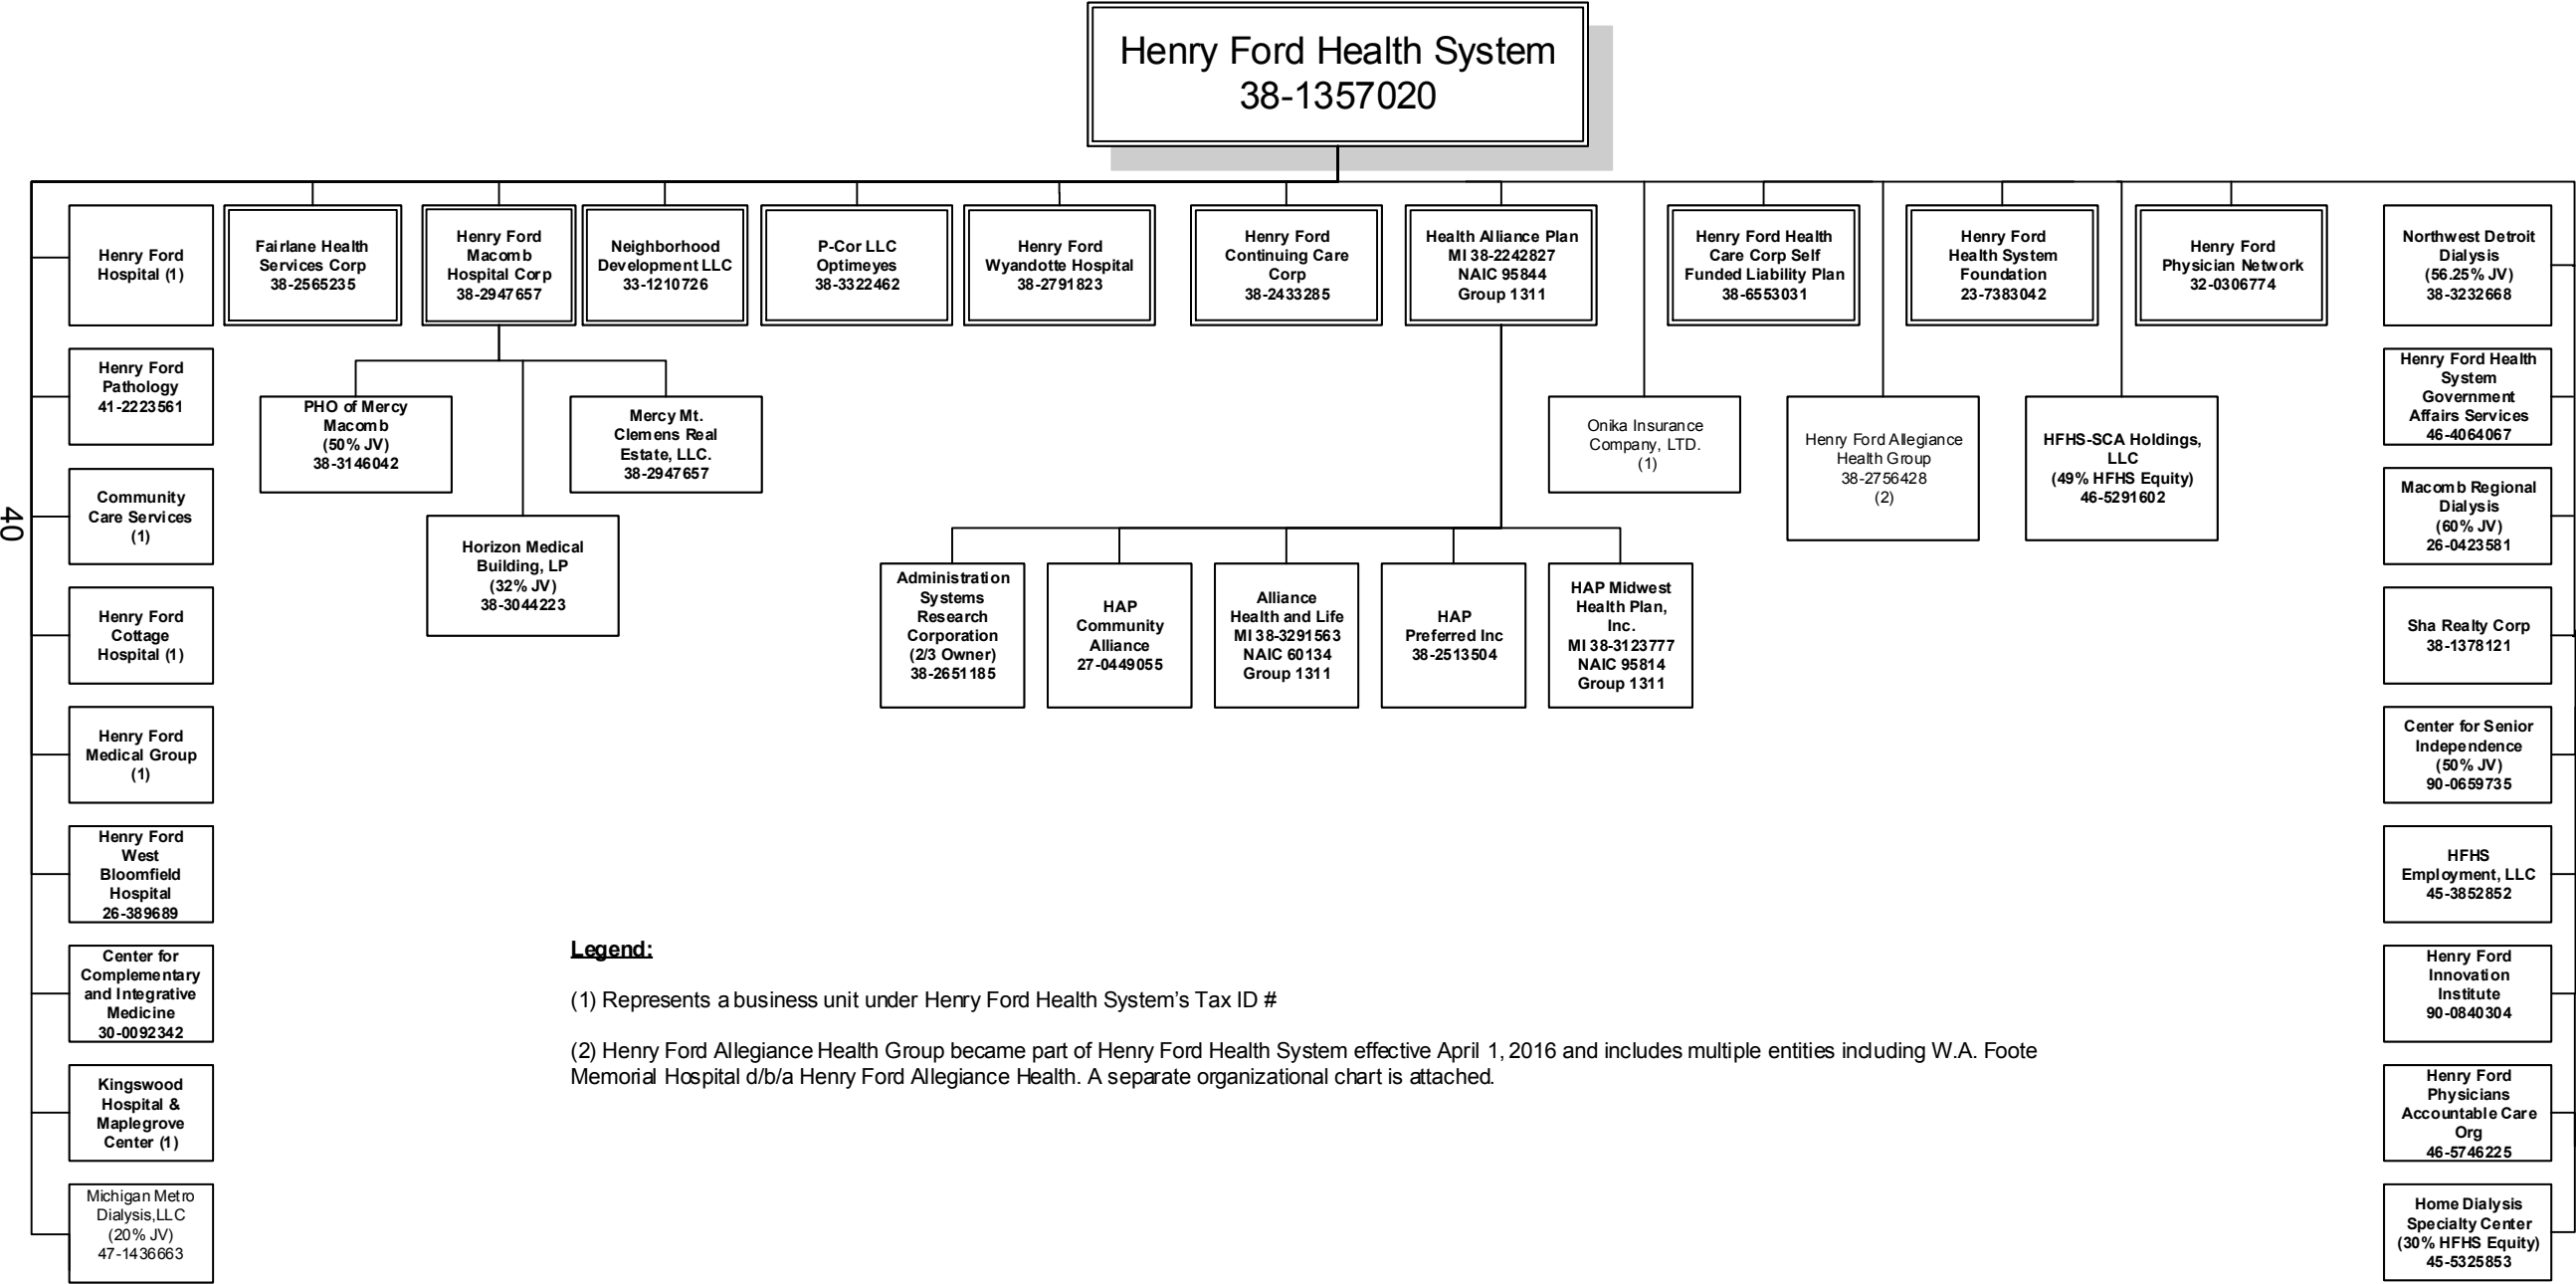 Henry Ford Health System
38-1357020
Henry Ford
Hospital (1)
Fairlane Health
Services Corp
38-2565235
Henry Ford
Macomb
Hospital Corp
38-2947657
Neighborhood
Development LLC
33-1210726
P-Cor LLC
Optimeyes
38-3322462
Henry Ford
Wyandotte Hospital
38-2791823
Henry Ford
Continuing Care
Corp
38-2433285
Health Alliance Plan
MI 38-2242827
NAIC 95844
Group 1311
Henry Ford Health
Care Corp Self
Funded Liability Plan
38-6553031
Henry Ford
Health System
Foundation
23-7383042
Henry Ford
Physician Network
32-0306774
Northwest Detroit
Dialysis
(56.25% JV)
38-3232668
Henry Ford
Pathology
41-2223561
PHO of Mercy
Macomb
(50% JV)
38-3146042
Mercy Mt.
Clemens Real
Estate, LLC.
38-2947657
Onika Insurance
Company, LTD.
(1)
Henry Ford Allegiance
Health Group
38-2756428
(2)
HFHS-SCA Holdings,
LLC
(49% HFHS Equity)
46-5291602
Henry Ford Health
System
Government
Affairs Services
46-4064067
Community
Care Services
(1)
Horizon Medical
Building, LP
(32% JV)
38-3044223
Macomb Regional
Dialysis
(60% JV)
26-0423581
40
Administration
Systems
Research
Corporation
(2/3 Owner)
38-2651185
HAP
Community
Alliance
27-0449055
Alliance
Health and Life
MI 38-3291563
NAIC 60134
Group 1311
HAP
Preferred Inc
38-2513504
HAP Midwest
Health Plan,
Inc.
MI 38-3123777
NAIC 95814
Group 1311
Henry Ford
Cottage
Hospital (1)
Sha Realty Corp
38-1378121
Henry Ford
Medical Group
(1)
Center for Senior
Independence
(50% JV)
90-0659735
Henry Ford
West
Bloomfield
Hospital
26-389689
HFHS
Employment, LLC
45-3852852
Center for
Complementary
and Integrative
Medicine
30-0092342
Henry Ford
Innovation
Institute
90-0840304
Kingswood
Hospital &
Maplegrove
Center (1)
Henry Ford
Physicians
Accountable Care
Org
46-5746225
Michigan Metro
Dialysis,LLC
(20% JV)
47-1436663
Home Dialysis
Specialty Center
(30% HFHS Equity)
45-5325853
Legend:
(1) Represents a business unit under Henry Ford Health System’s Tax ID #
(2) Henry Ford Allegiance Health Group became part of Henry Ford Health System effective April 1, 2016 and includes multiple entities including W.A. Foote
Memorial Hospital d/b/a Henry Ford Allegiance Health. A separate organizational chart is attached.